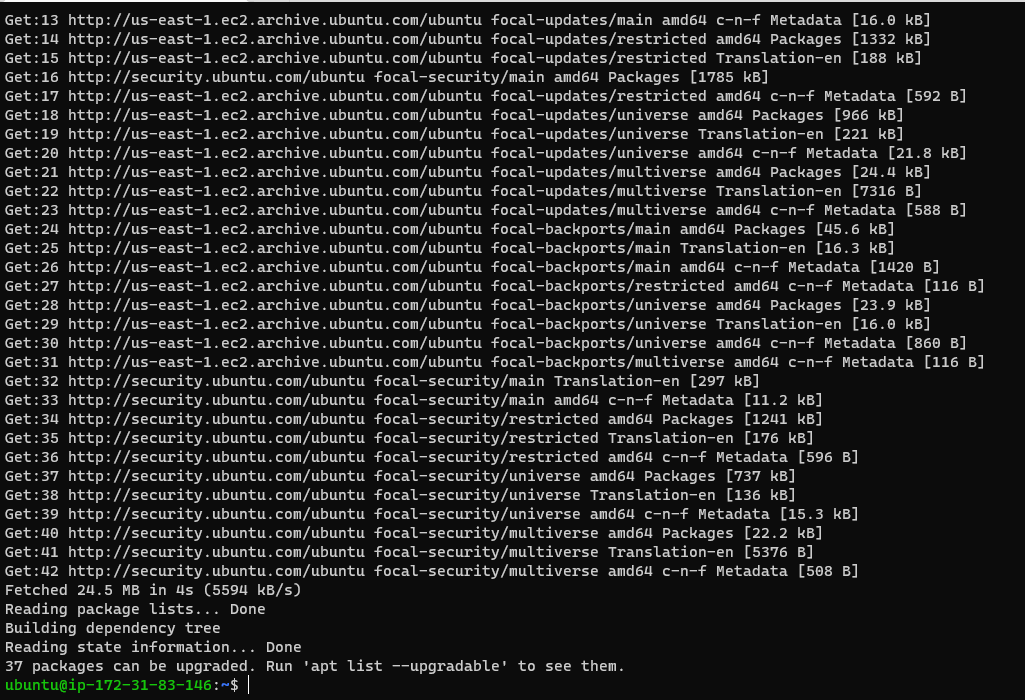 Get:13 http://us-east-1.ec2.archive.ubuntu.com/ubuntu focal-updates/main amd64 c-n-f Metadata [16.0 kB]
Get:14 http://us-east-1.ec2.archive.ubuntu.com/ubuntu focal-updates/restricted amd64 Packages [1332 kB]
Get:15 http://us-east-1.ec2.archive.ubuntu.com/ubuntu focal-updates/restricted Translation-en [188 kB]
Get:16 http://security.ubuntu.com/ubuntu focal-security/main amd64 Packages [1785 kB]
Get:17 http://us-east-1.ec2.archive.ubuntu.com/ubuntu focal-updates/restricted amd64 c-n-f Metadata [592 B]
Get:18 http://us-east-1.ec2.archive.ubuntu.com/ubuntu focal-updates/universe amd64 Packages [966 kB]
Get:19 http://us-east-1.ec2.archive.ubuntu.com/ubuntu focal-updates/universe Translation-en [221 kB]
Get:20 http://us-east-1.ec2.archive.ubuntu.com/ubuntu focal-updates/universe amd64 c-n-f Metadata [21.8 kB]
Get:21 http://us-east-1.ec2.archive.ubuntu.com/ubuntu focal-updates/multiverse amd64 Packages [24.4 kB]
Get:22 http://us-east-1.ec2.archive.ubuntu.com/ubuntu focal-updates/multiverse Translation-en [7316 B]
Get:23 http://us-east-1.ec2.archive.ubuntu.com/ubuntu focal-updates/multiverse amd64 c-n-f Metadata [588 B]
Get:24 http://us-east-1.ec2.archive.ubuntu.com/ubuntu focal-backports/main amd64 Packages [45.6 kB]
Get:25 http://us-east-1.ec2.archive.ubuntu.com/ubuntu focal-backports/main Translation-en [16.3 kB]
Get:26 http://us-east-1.ec2.archive.ubuntu.com/ubuntu focal-backports/main amd64 c-n-f Metadata [1420 B]
Get:27 http://us-east-1.ec2.archive.ubuntu.com/ubuntu focal-backports/restricted amd64 c-n-f Metadata [116 B]
Get:28 http://us-east-1.ec2.archive.ubuntu.com/ubuntu focal-backports/universe amd64 Packages [23.9 kB]
Get:29 http://us-east-1.ec2.archive.ubuntu.com/ubuntu focal-backports/universe Translation-en [16.0 kB]
Get:30 http://us-east-1.ec2.archive.ubuntu.com/ubuntu focal-backports/universe amd64 c-n-f Metadata [860 B]
Get:31 http://us-east-1.ec2.archive.ubuntu.com/ubuntu focal-backports/multiverse amd64 c-n-f Metadata [116 B]
Get:32 http://security.ubuntu.com/ubuntu focal-security/main Translation-en [297 kB]
Get:33 http://security.ubuntu.com/ubuntu focal-security/main amd64 c-n-f Metadata [11.2 kB]
Get:34 http://security.ubuntu.com/ubuntu focal-security/restricted amd64 Packages [1241 kB]
Get:35 http://security.ubuntu.com/ubuntu focal-security/restricted Translation-en [176 kB]
Get:36 http://security.ubuntu.com/ubuntu focal-security/restricted amd64 c-n-f Metadata [596 B]
Get:37 http://security.ubuntu.com/ubuntu focal-security/universe amd64 Packages [737 kB]
Get:38 http://security.ubuntu.com/ubuntu focal-security/universe Translation-en [136 kB]
Get:39 http://security.ubuntu.com/ubuntu focal-security/universe amd64 c-n-f Metadata [15.3 kB]
Get:40 http://security.ubuntu.com/ubuntu focal-security/multiverse amd64 Packages [22.2 kB]
Get:41 http://security.ubuntu.com/ubuntu focal-security/multiverse Translation-en [5376 B]
Get:42 http://security.ubuntu.com/ubuntu focal-security/multiverse amd64 c-n-f Metadata [508 B]
Fetched 24.5 MB in 4s (5594 kB/s)
Reading package lists... Done
Building dependency tree
Reading state information... Done
37 packages can be upgraded. Run 'apt list --upgradable' to see them.
ubuntu@ip-172-31-83-146:~$